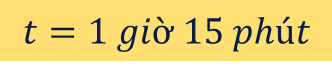 t = 1 giờ 15 phút